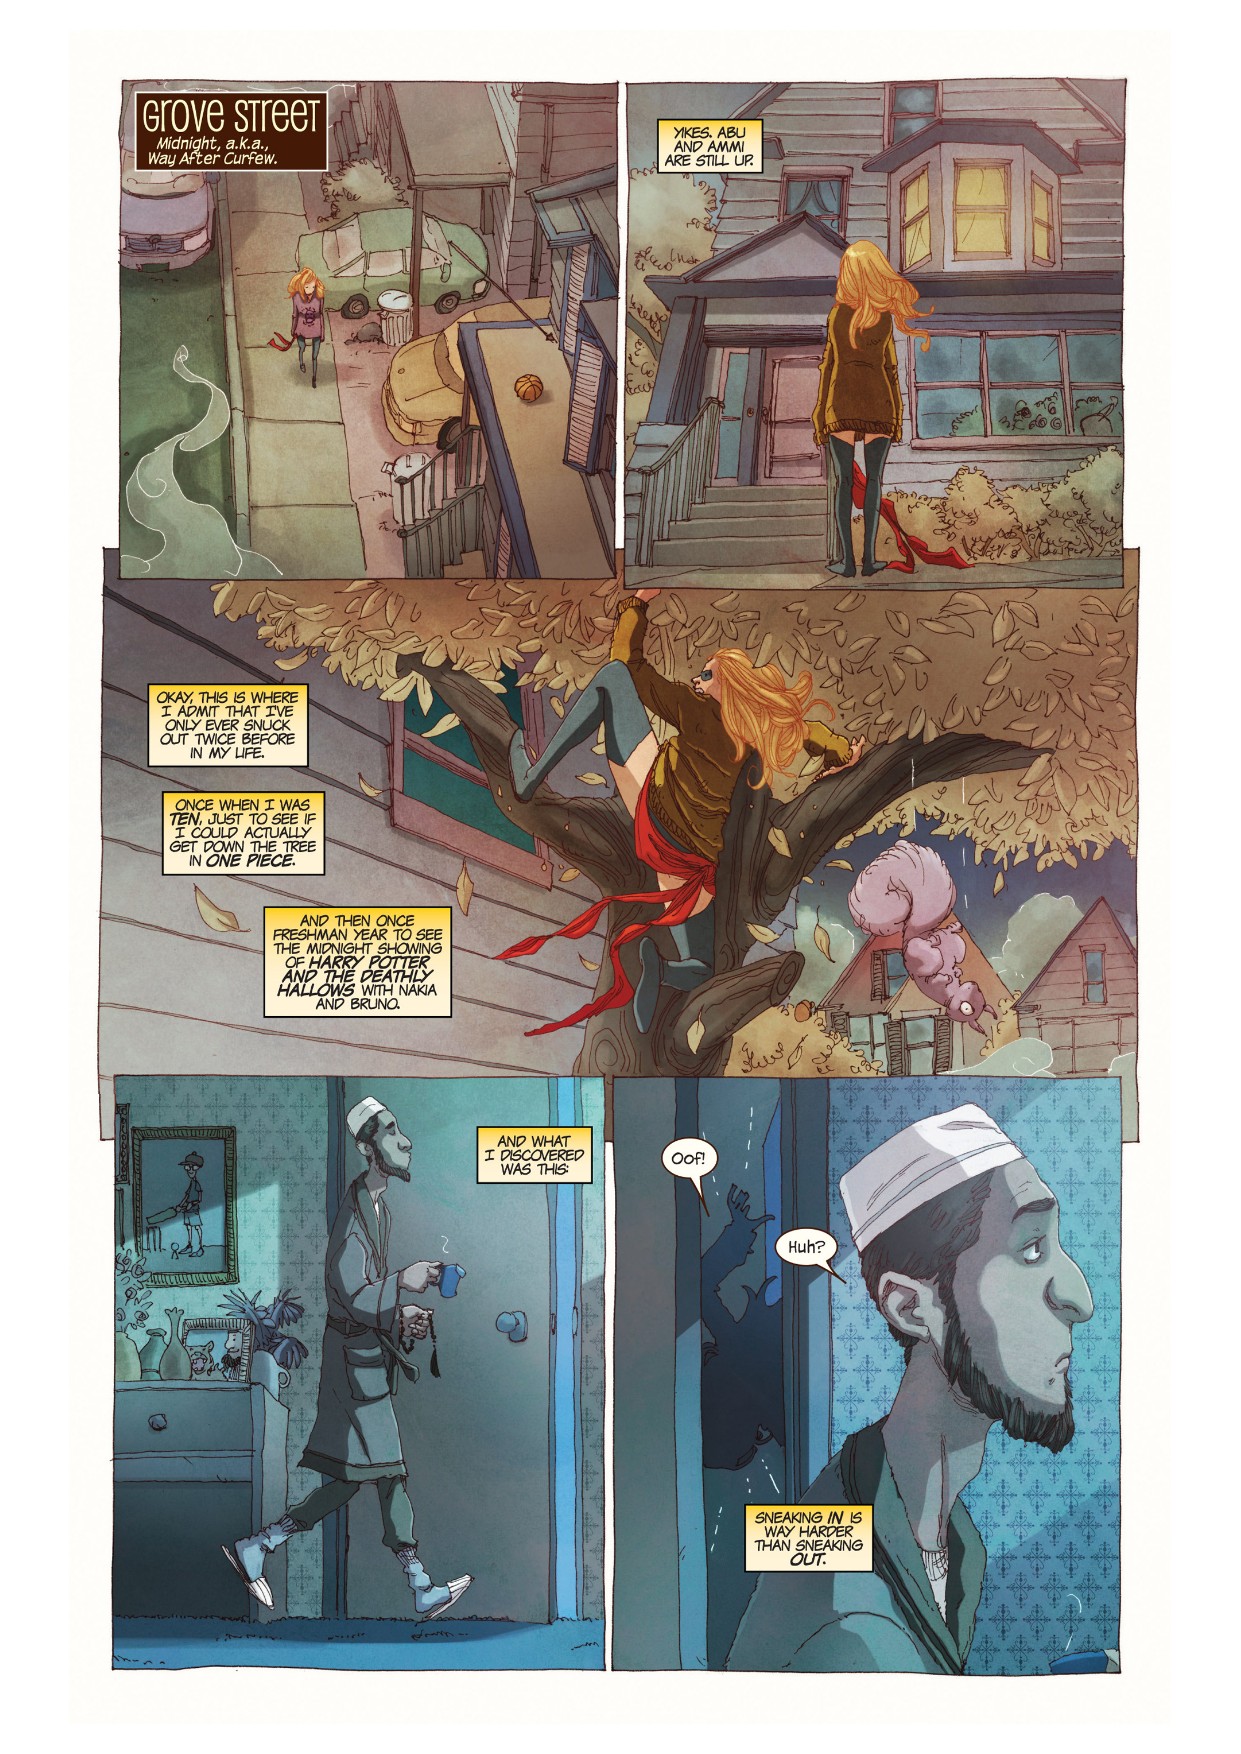 GROVE STREET
Midnight, a.k.a.,
Way After Curfew.
YIKES. ABU
AND AMMI
ARE STILL UP.
OKAY, THIS IS WHERE
I ADMIT THAT I'VE
ONLY EVER SNUCK
OUT TWICE BEFORE
IN MY LIFE.
ONCE WHEN I WAS
TEN, JUST TO SEE IF
I COULD ACTUALLY
GET DOWN THE TREE
IN ONE PIECE.
AND THEN ONCE
FRESHMAN YEAR TO SEE
THE MIDNIGHT SHOWING
OF HARRY POTTER
AND THE DEATHLY
HALLOWS WITH NAKIA
AND BRUNO.
AND WHAT
I DISCOVERED
WAS THIS:
Oof!
Huh?
SNEAKING IN IS
WAY HARDER
THAN SNEAKING
OUT.